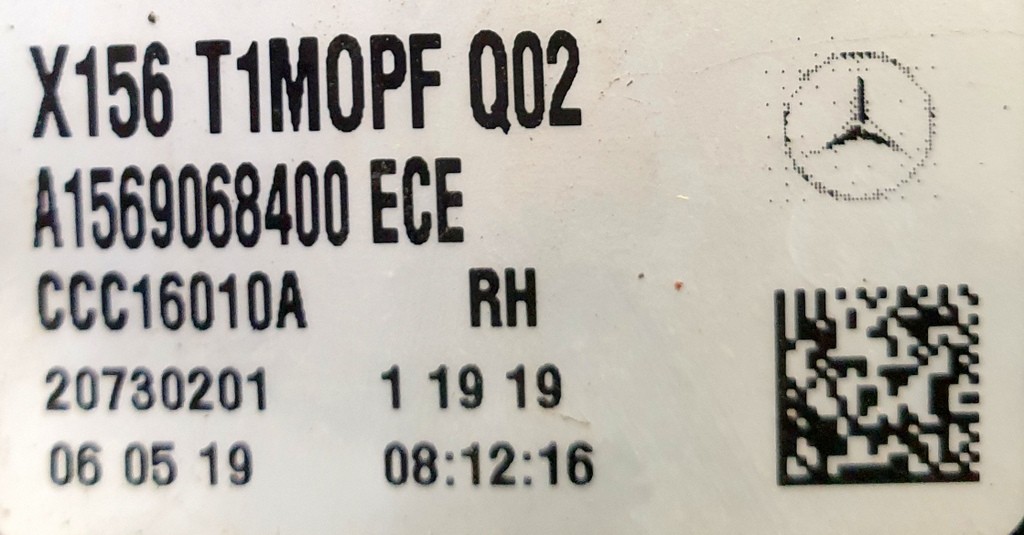 X156 T1MOPF Q02
A1569068400 ECE
CCC16010A RH
20730201 1 19 19
06 05 19 08:12:16